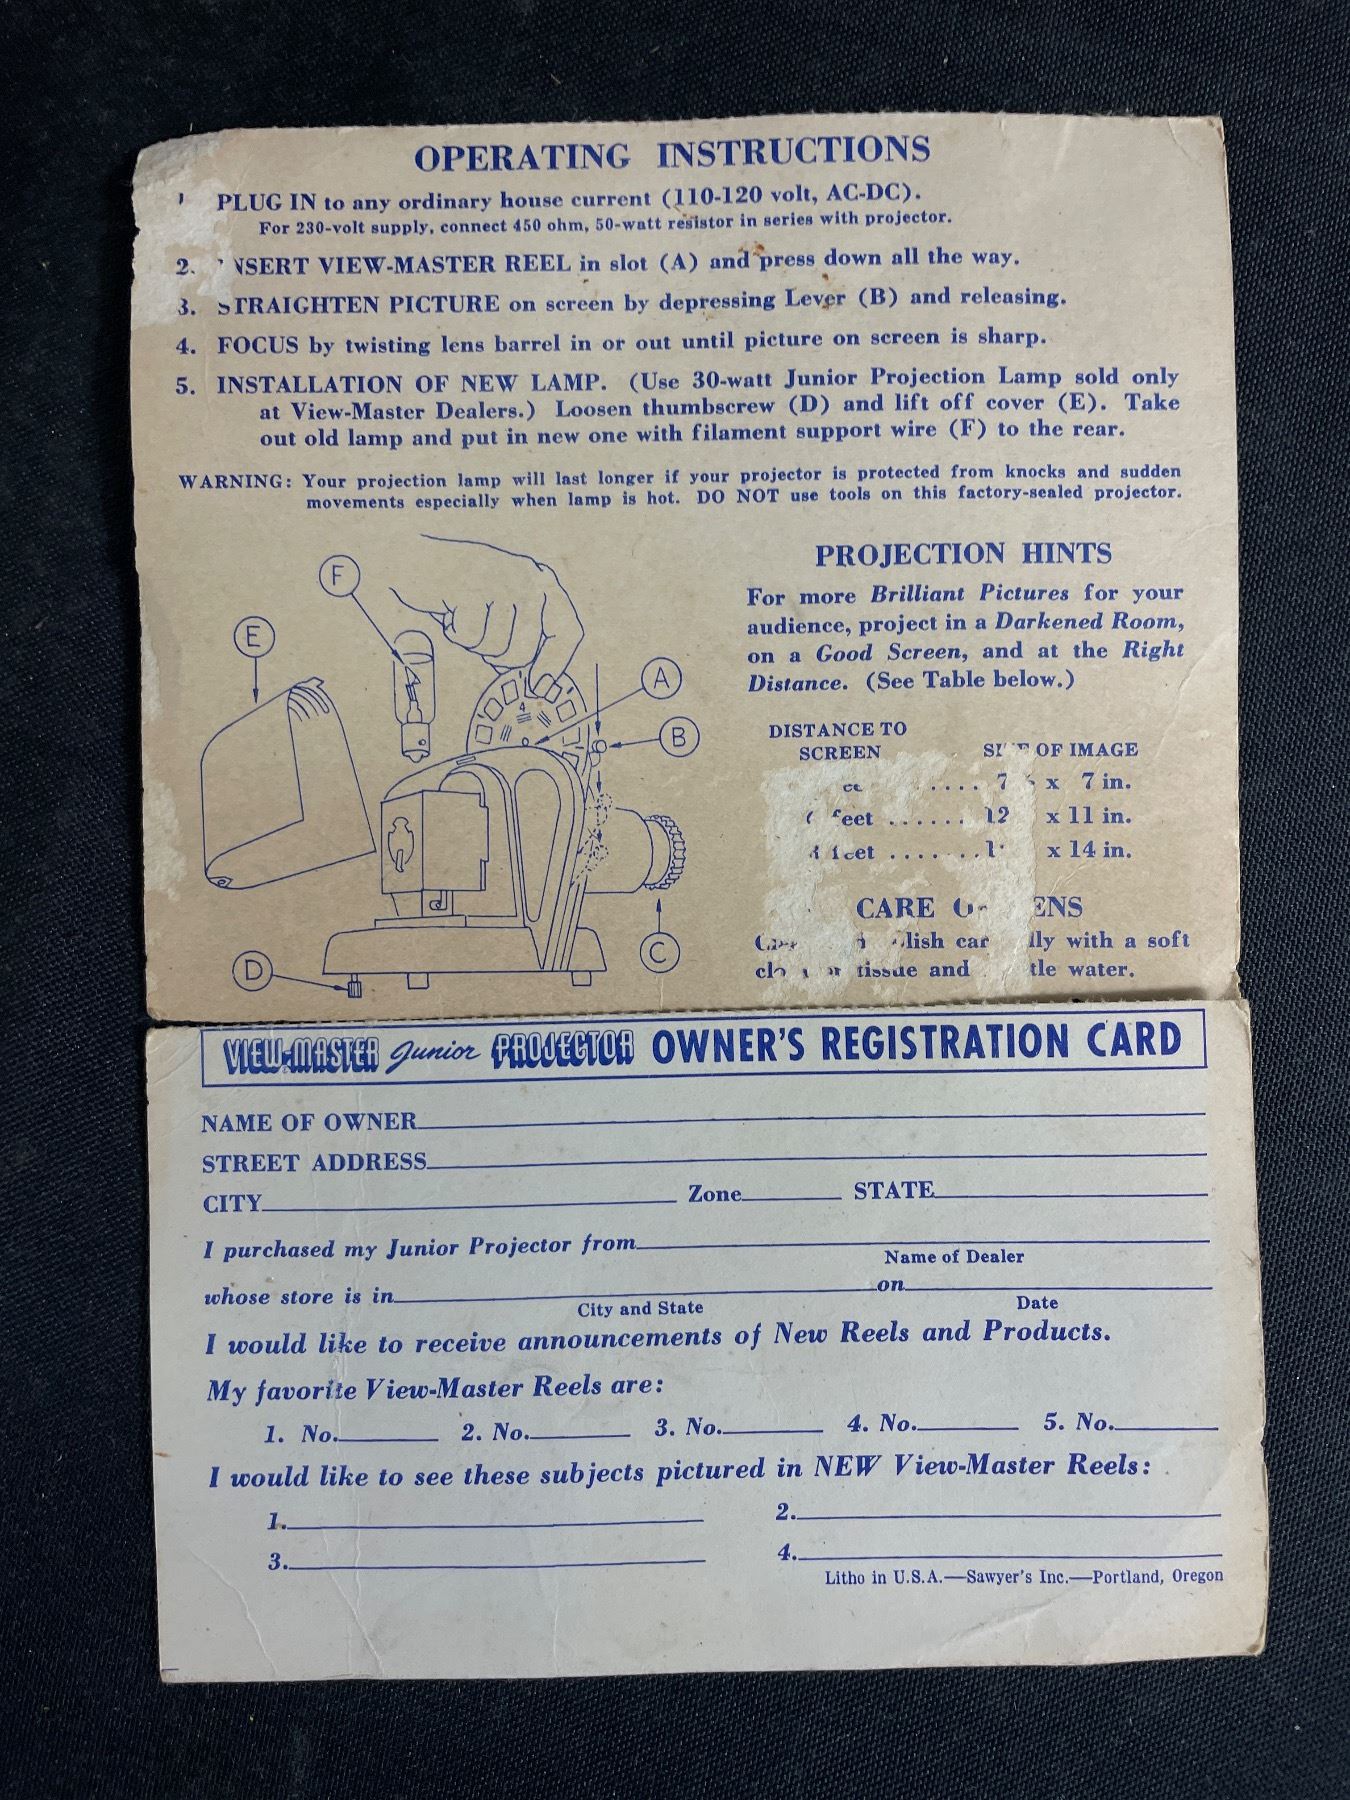 OPERATING INSTRUCTIONS
PLUG IN to any ordinary house current (110-120 volt, AC-DC).
For 230-volt supply, connect 450 ohm, 50-watt resistor in series with projector.
2. INSERT VIEW-MASTER REEL in slot (A) and press down all the way.
3. STRAIGHTEN PICTURE on screen by depressing Lever (B) and releasing.
4. FOCUS by twisting lens barrel in or out until picture on screen is sharp.
5. INSTALLATION OF NEW LAMP. (Use 30-watt Junior Projection Lamp sold only
at View-Master Dealers.) Loosen thumbscrew (D) and lift off cover (E). Take
out old lamp and put in new one with filament support wire (F) to the rear.
WARNING: Your projection lamp will last longer if your projector is protected from knocks and sudden
movements especially when lamp is hot. DO NOT use tools on this factory-sealed projector.
F
E
A
B
4
D
C
PROJECTION HINTS
For more Brilliant Pictures for your
audience, project in a Darkened Room,
on a Good Screen, and at the Right
Distance. (See Table below.)
DISTANCE TO
SCREEN
SIZE OF IMAGE
x 7 in.
feet ...... 12 x 11 in.
feet ....... x 14 in.
CARE LENS
with a soft
tissue and water.
VIEW-MASTER Junior PROJECTOR OWNER'S REGISTRATION CARD
NAME OF OWNER
STREET ADDRESS
CITY Zone STATE
I purchased my Junior Projector from
Name of Dealer
whose store is in on
City and State Date
I would like to receive announcements of New Reels and Products.
My favorite View-Master Reels are:
1. No. 2. No. 3. No. 4. No. 5. No.
I would like to see these subjects pictured in NEW View-Master Reels:
1. 2.
3. 4.
Litho in U.S.A.—Sawyer's Inc.—Portland, Oregon